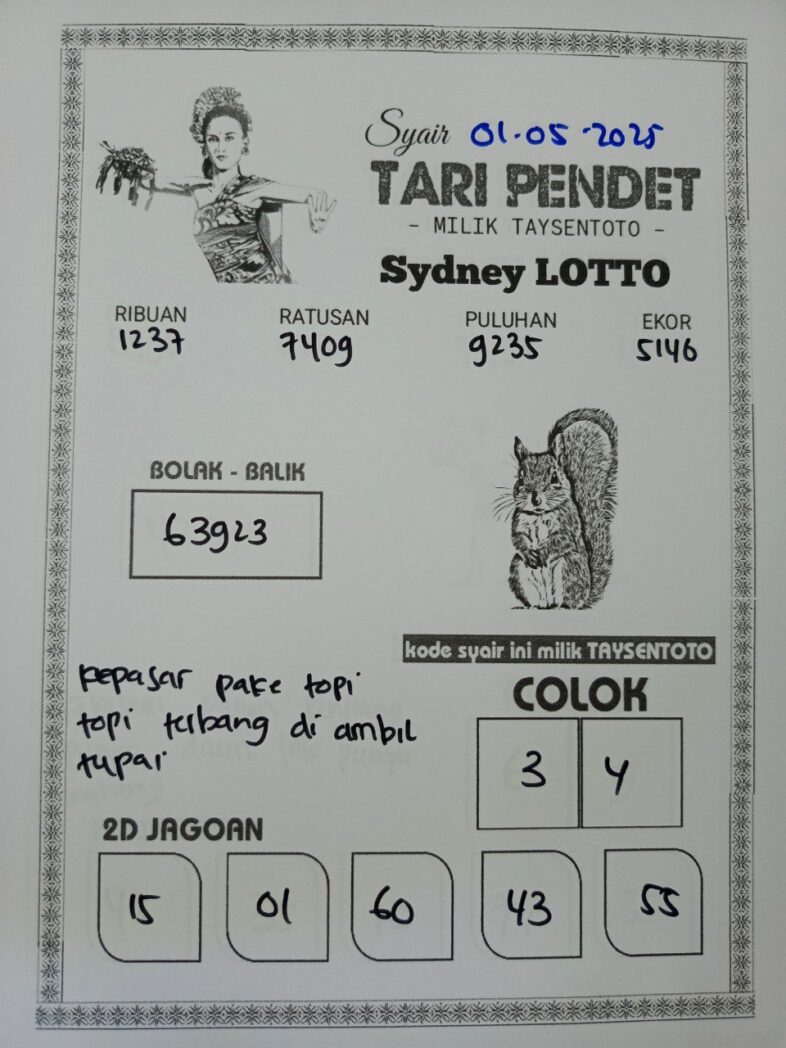 Syair 01-05-2025
TARI PENDET
- MILIK TAYSENTOTO -
Sydney LOTTO
RIBUAN RATUSAN PULUHAN EKOR
1237 7409 9235 5146
BOLAK - BALIK
63923
kode syair ini milik TAYSENTOTO
kepasar pake topi
topi terbang di ambil
tupai
COLOK
3 4
2D JAGOAN
15 01 60 43 55